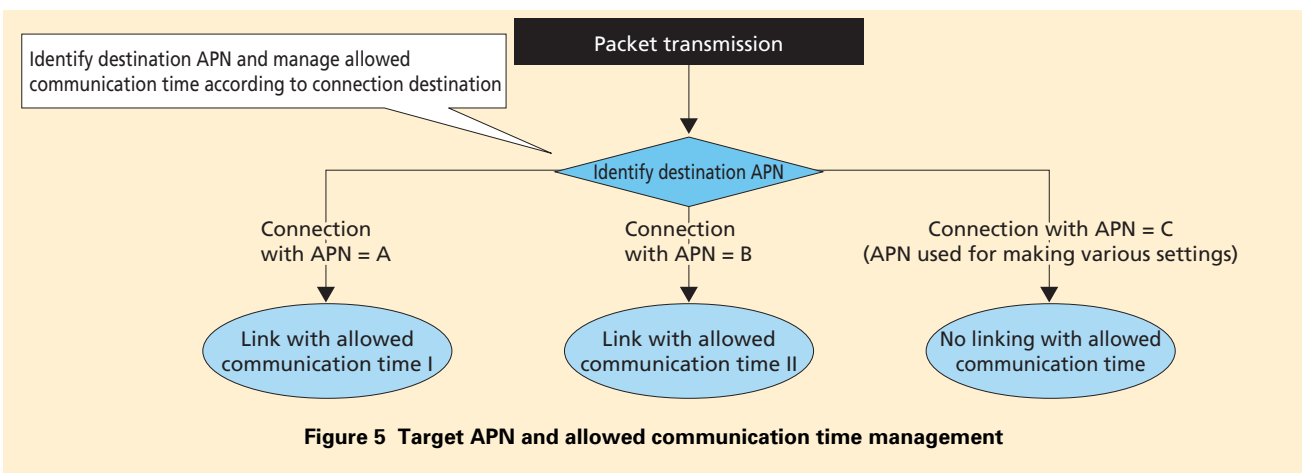 Packet transmission
Identify destination APN and manage allowed
communication time according to connection destination
Identify destination APN
Connection
with APN = A
Connection
with APN = B
Connection with APN = C
(APN used for making various settings)
Link with allowed
communication time I
Link with allowed
communication time II
No linking with allowed
communication time
Figure 5 Target APN and allowed communication time management